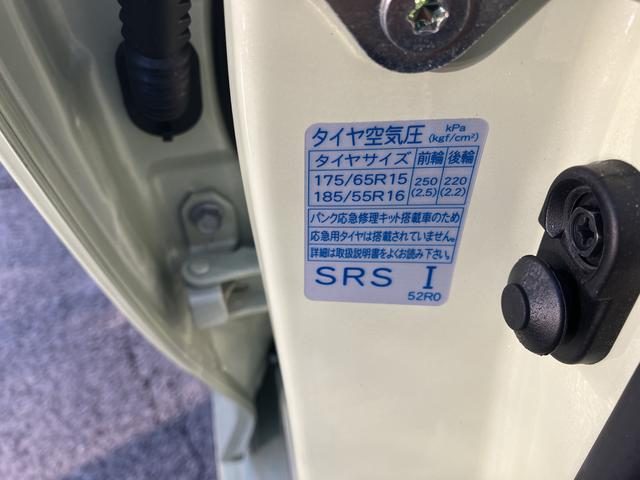 タイヤ空気圧 kPa (kgf/cm²)
タイヤサイズ 前輪 後輪
175/65R15 250 220
185/55R16 (2.5) (2.2)
パンク応急修理キット搭載車のため
応急用タイヤは搭載されていません。
詳細は取扱説明書をよくお読み下さい。
SRS I
52R0